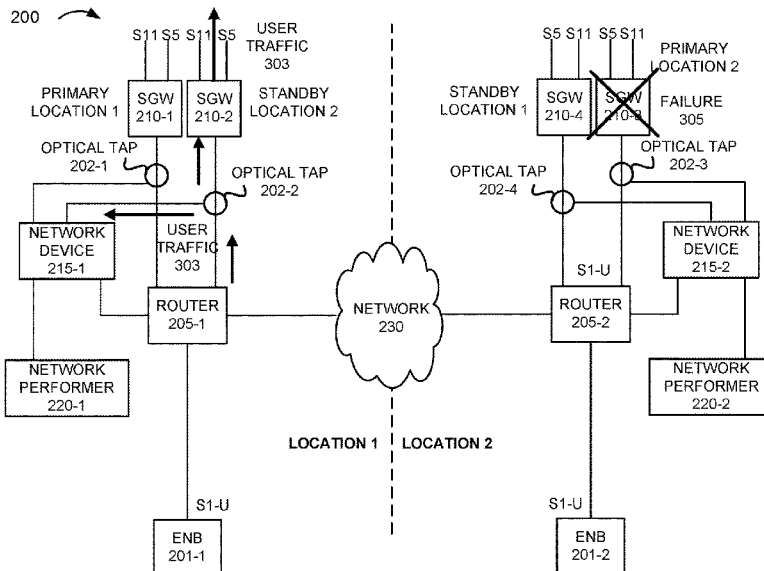 200
S11 S5 S11 S5
USER
TRAFFIC
303
PRIMARY
LOCATION 1
SGW
210-1
SGW
210-2
STANDBY
LOCATION 2
OPTICAL TAP
202-1
OPTICAL TAP
202-2
NETWORK
DEVICE
215-1
USER
TRAFFIC
303
ROUTER
205-1
NETWORK
PERFORMER
220-1
S1-U
ENB
201-1
NETWORK
230
LOCATION 1
LOCATION 2
S5 S11 S5 S11
PRIMARY
LOCATION 2
STANDBY
LOCATION 1
SGW
210-4
SGW
210-3
FAILURE
305
OPTICAL TAP
202-3
OPTICAL TAP
202-4
NETWORK
DEVICE
215-2
S1-U
ROUTER
205-2
NETWORK
PERFORMER
220-2
S1-U
ENB
201-2